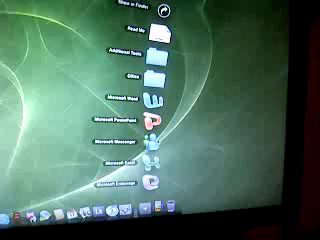 Show in Finder
Read Me
Additional Tools
Office
Microsoft Word
Microsoft PowerPoint
Microsoft Messenger
Microsoft Excel
Microsoft Entourage